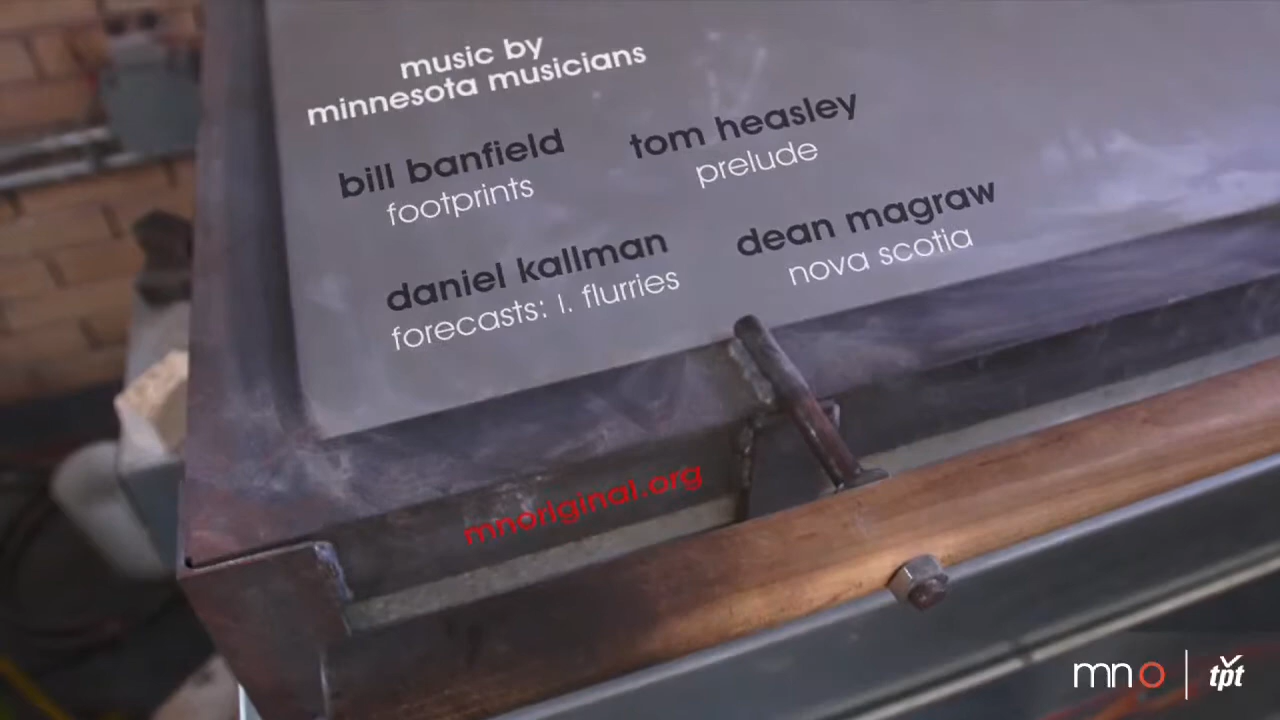 music by
minnesota musicians
bill banfield
footprints
tom heasley
prelude
daniel kallman
forecasts: I. flurries
dean magraw
nova scotia
mnoriginal.org
mn o
tpt